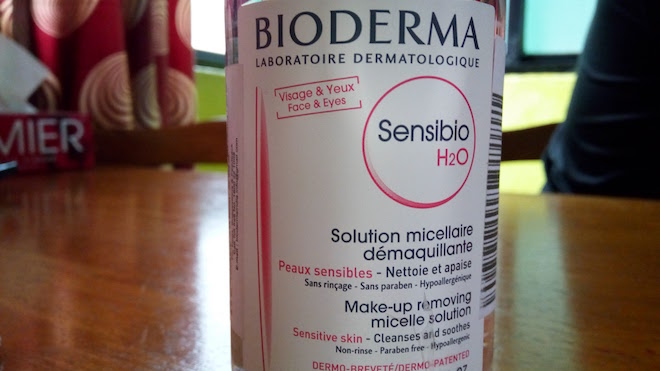 BIODERMA
LABORATOIRE DERMATOLOGIQUE
Visage & Yeux
Face & Eyes
Sensibio
H2O
Solution micellaire
démaquillante
Peaux sensibles - Nettoie et apaise
Sans rinçage - Sans paraben - Hypoallergénique
Make-up removing
micelle solution
Sensitive skin - Cleanses and soothes
Non-rinse - Paraben free - Hypoallergenic
DERMO-BREVETÉ/DERMO-PATENTED
MIER